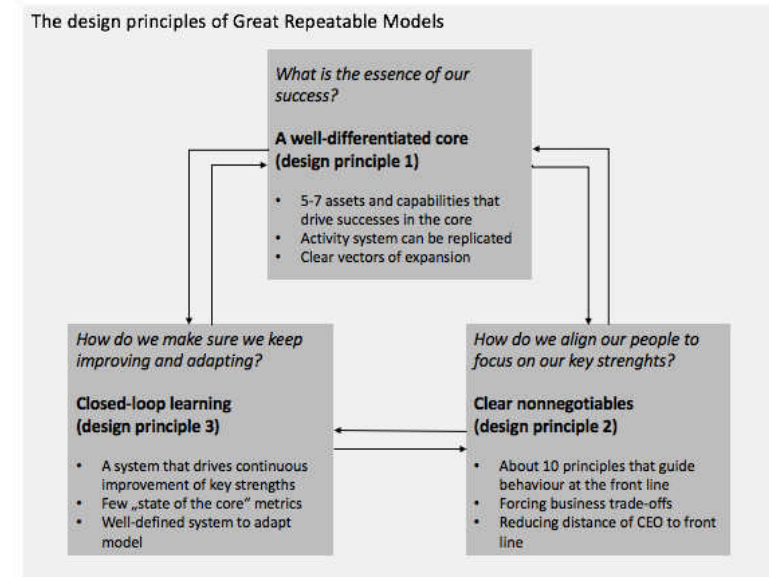 The design principles of Great Repeatable Models
What is the essence of our
success?
A well-differentiated core
(design principle 1)
• 5-7 assets and capabilities that
drive successes in the core
• Activity system can be replicated
• Clear vectors of expansion
How do we make sure we keep
improving and adapting?
Closed-loop learning
(design principle 3)
• A system that drives continuous
improvement of key strengths
• Few „state of the core“ metrics
• Well-defined system to adapt
model
How do we align our people to
focus on our key strenghts?
Clear nonnegotiables
(design principle 2)
• About 10 principles that guide
behaviour at the front line
• Forcing business trade-offs
• Reducing distance of CEO to front
line